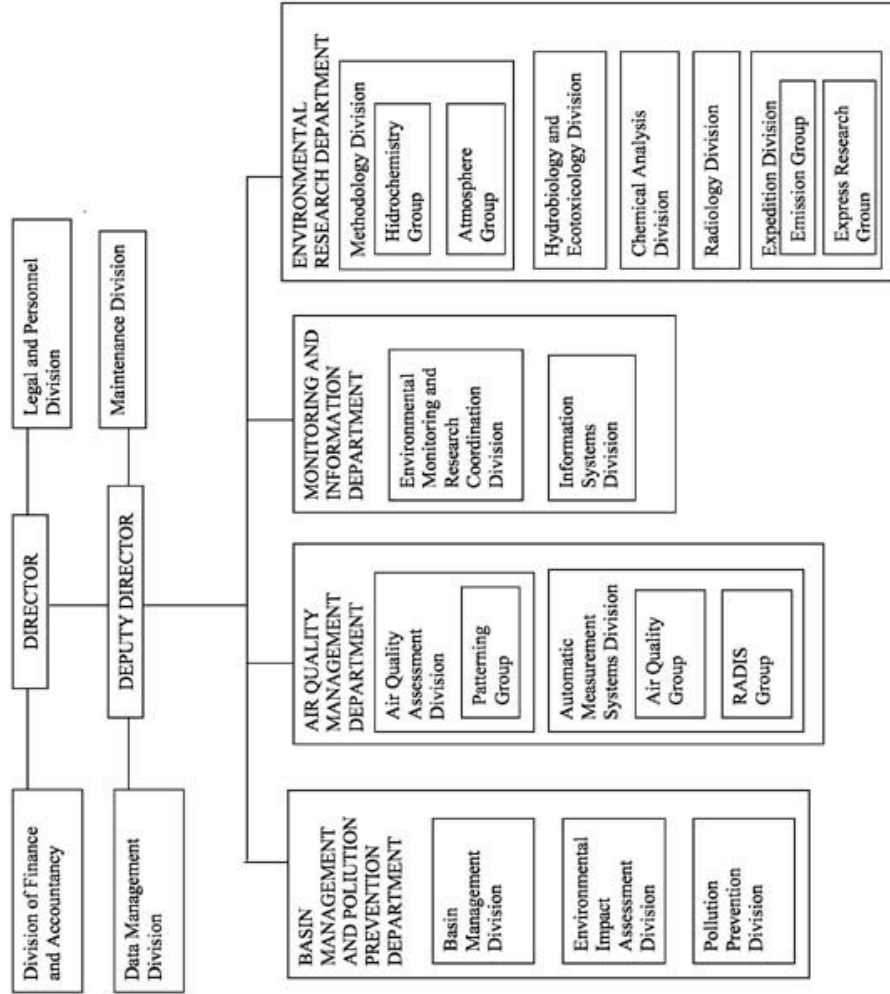 DIRECTOR
Division of Finance
and Accountancy
Legal and Personnel
Division
DEPUTY DIRECTOR
Data Management
Division
Maintenance Division
BASIN
MANAGEMENT
AND POLIUTION
PREVENTION
DEPARTMENT
Basin
Management
Division
Environmental
Impact
Assessment
Division
Pollution
Prevention
Division
AIR QUALITY
MANAGEMENT
DEPARTMENT
Air Quality
Assessment
Division
Patterning
Group
Automatic
Measurement
Systems Division
Air Quality
Group
RADIS
Group
MONITORING AND
INFORMATION
DEPARTMENT
Environmental
Monitoring and
Research
Coordination
Division
Information
Systems
Division
ENVIRONMENTAL
RESEARCH DEPARTMENT
Methodology Division
Hidrochemistry
Group
Atmosphere
Group
Hydrobiology and
Ecotoxicology Division
Chemical Analysis
Division
Radiology Division
Expedition Division
Emission Group
Express Research
Group